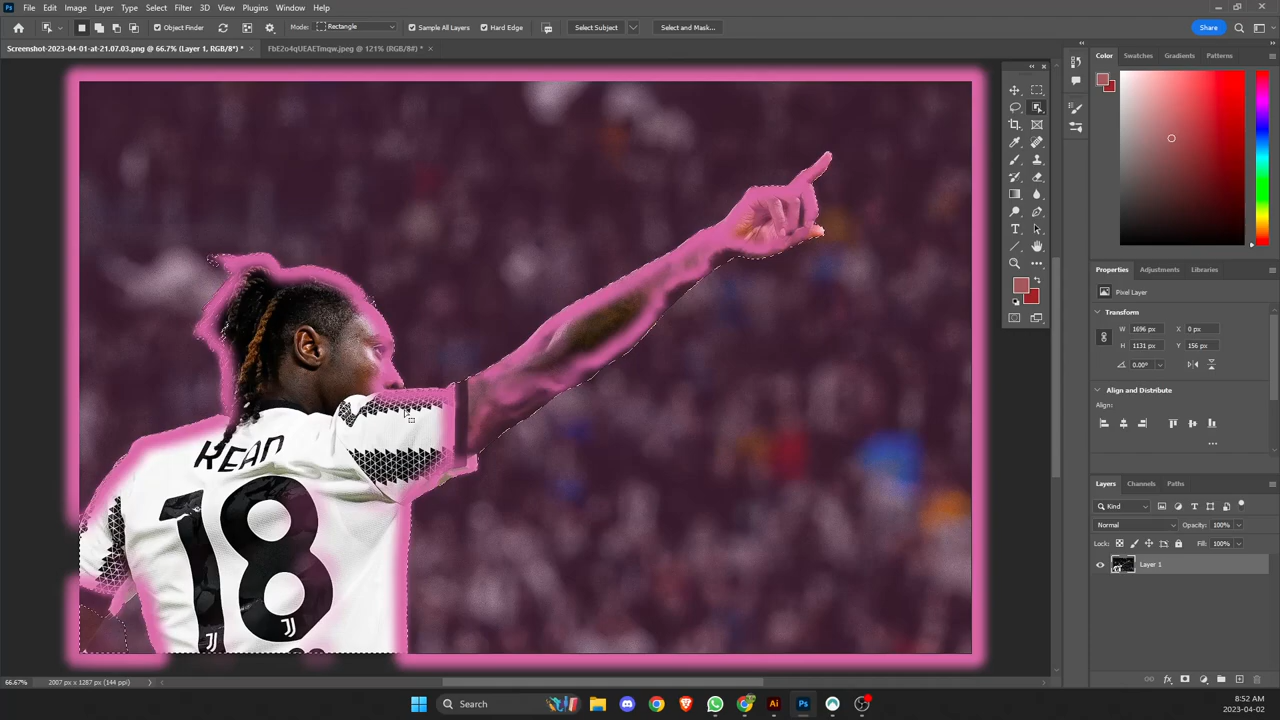 File Edit Image Layer Type Select Filter 3D View Plugins Window Help
Object Finder Mode: Rectangle Sample All Layers Hard Edge Select Subject Select and Mask... Share
Screenshot-2023-04-01-at-21.07.03.png @ 66.7% (Layer 1, RGB/8*) * × FbE2o4qUEAETmqw.jpeg @ 121% (RGB/8#) * ×
Color Swatches Gradients Patterns
Properties Adjustments Libraries
Pixel Layer
Transform
W 1696 px X 0 px
H 1131 px Y 156 px
0.00°
Align and Distribute
Align:
...
Layers Channels Paths
Kind
Normal Opacity: 100%
Lock: Fill: 100%
Layer 1
KEAN
18
66.67% 2007 px x 1287 px (144 ppi)
Search
8:52 AM
2023-04-02